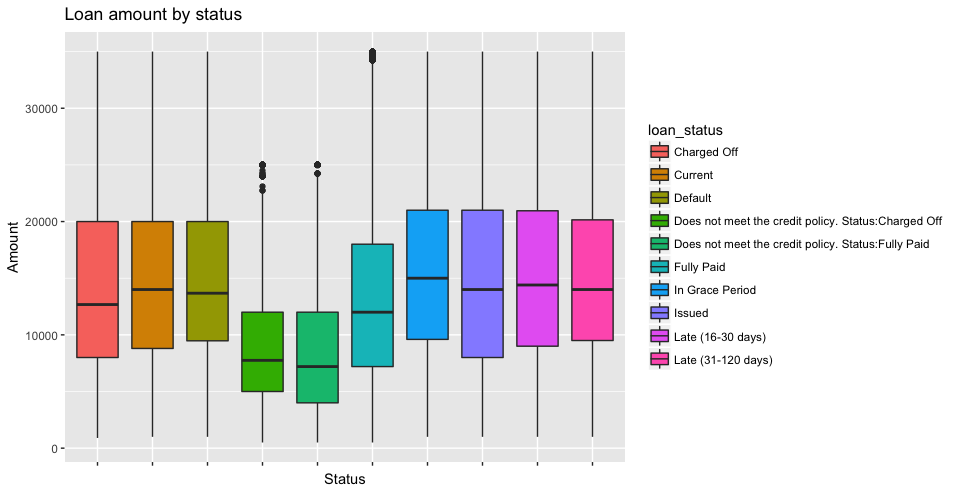 Loan amount by status
30000
20000
10000
0
Amount
Status
loan_status
Charged Off
Current
Default
Does not meet the credit policy. Status:Charged Off
Does not meet the credit policy. Status:Fully Paid
Fully Paid
In Grace Period
Issued
Late (16-30 days)
Late (31-120 days)